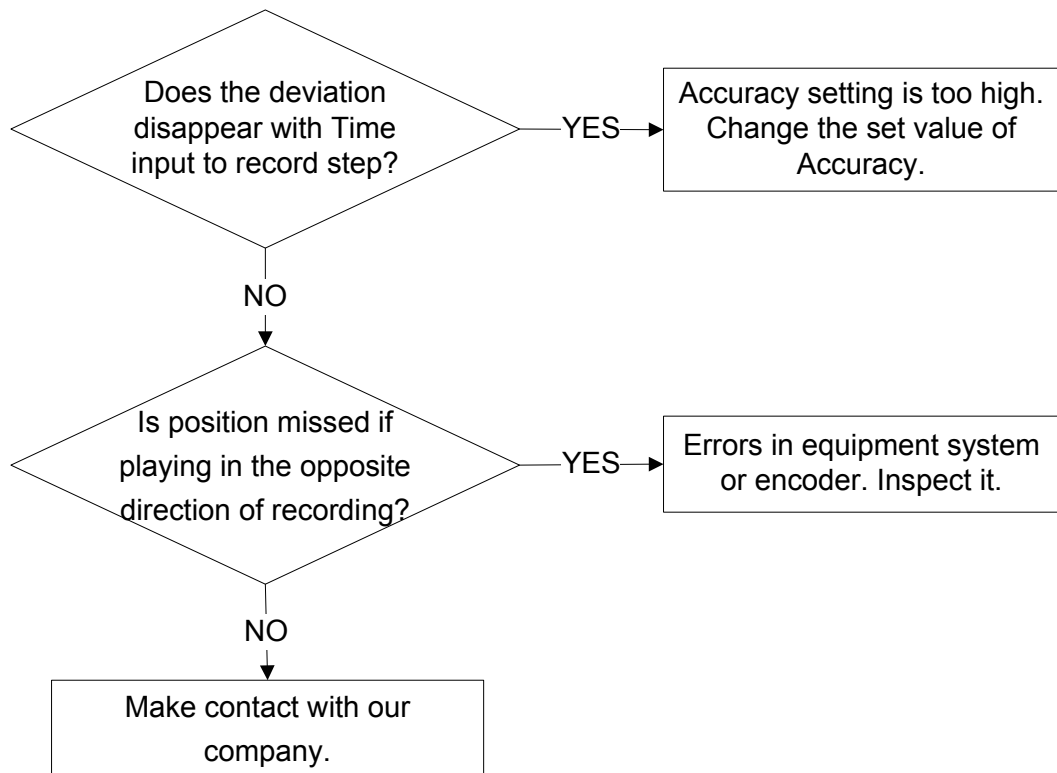 Does the deviation
disappear with Time
input to record step?
YES
Accuracy setting is too high.
Change the set value of
Accuracy.
NO
Is position missed if
playing in the opposite
direction of recording?
YES
Errors in equipment system
or encoder. Inspect it.
NO
Make contact with our
company.